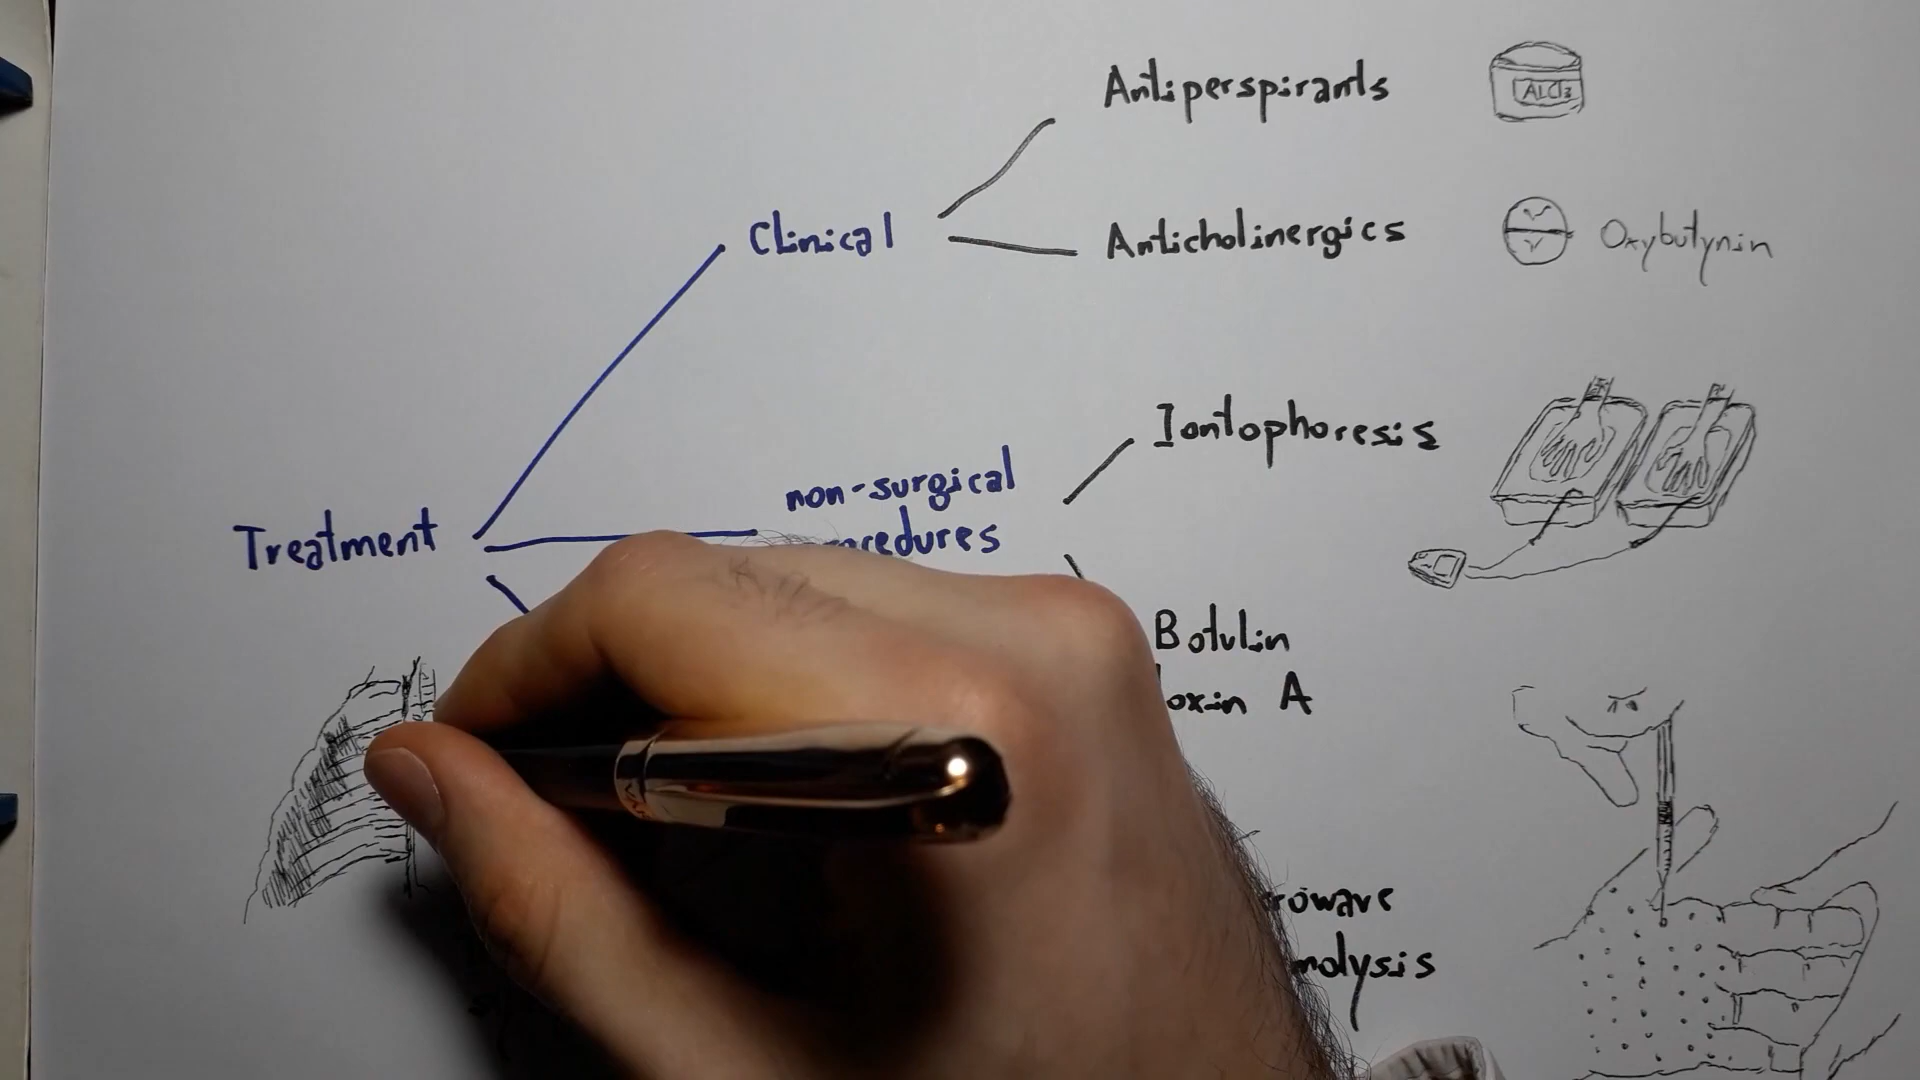 Antiperspirants
ALCl3
Clinical
Anticholinergics
Oxybutynin
Iontophoresis
non-surgical
Treatment
Botulin
A